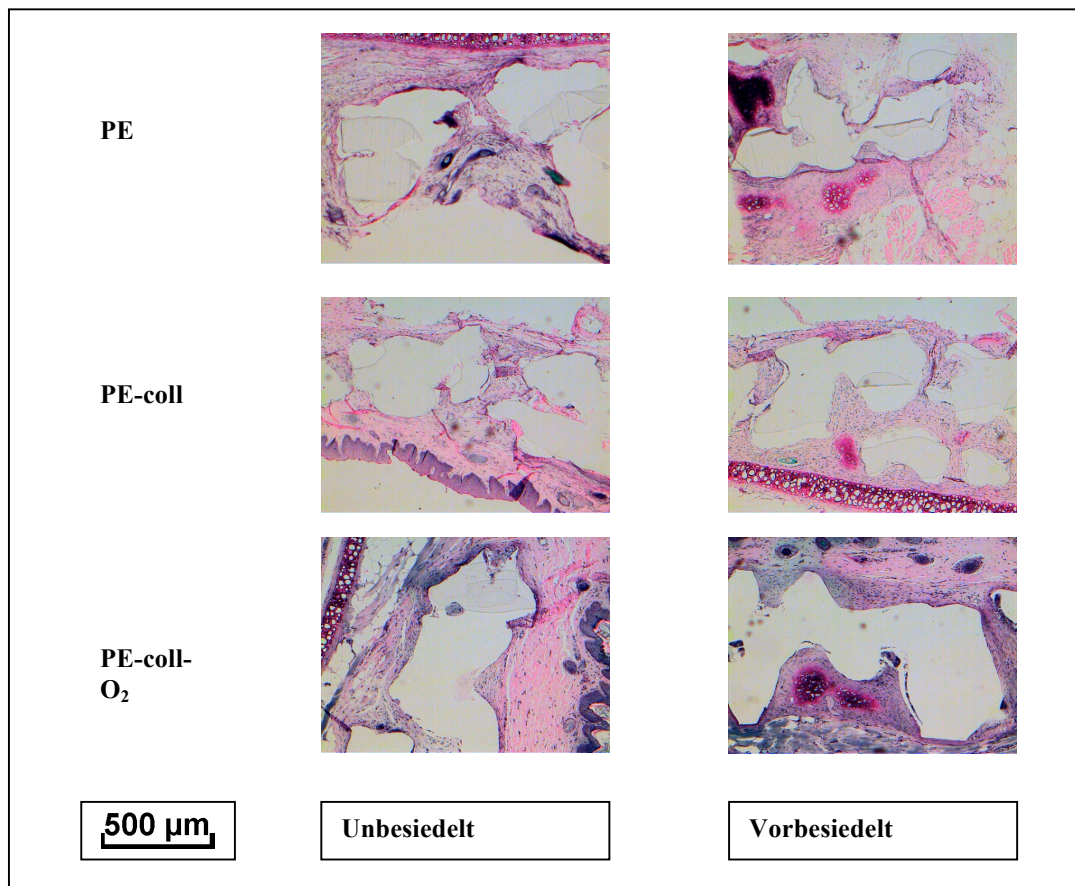 PE
PE-coll
PE-coll-
O₂
500 µm
Unbesiedelt
Vorbesiedelt